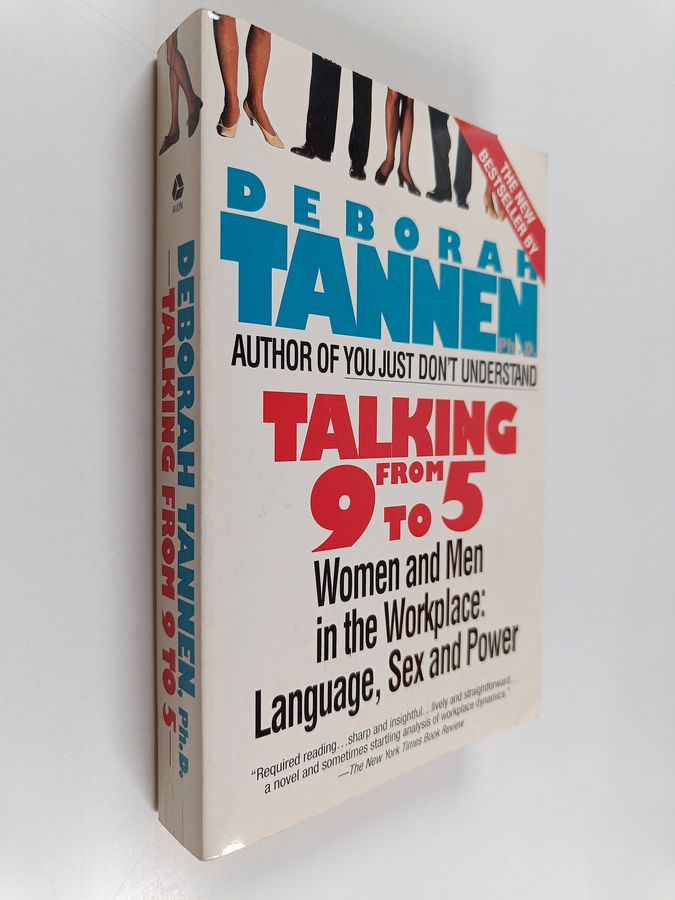 THE NEW
BESTSELLER BY
DEBORAH
TANNEN
Ph.D.
AUTHOR OF YOU JUST DON'T UNDERSTAND
TALKING
FROM
9 TO 5
Women and Men
in the Workplace:
Language, Sex and Power
"Required reading...sharp and insightful...lively and straightforward...
a novel and sometimes startling analysis of workplace dynamics."
—The New York Times Book Review
AVON
DEBORAH TANNEN, Ph.D.
TALKING FROM 9 TO 5